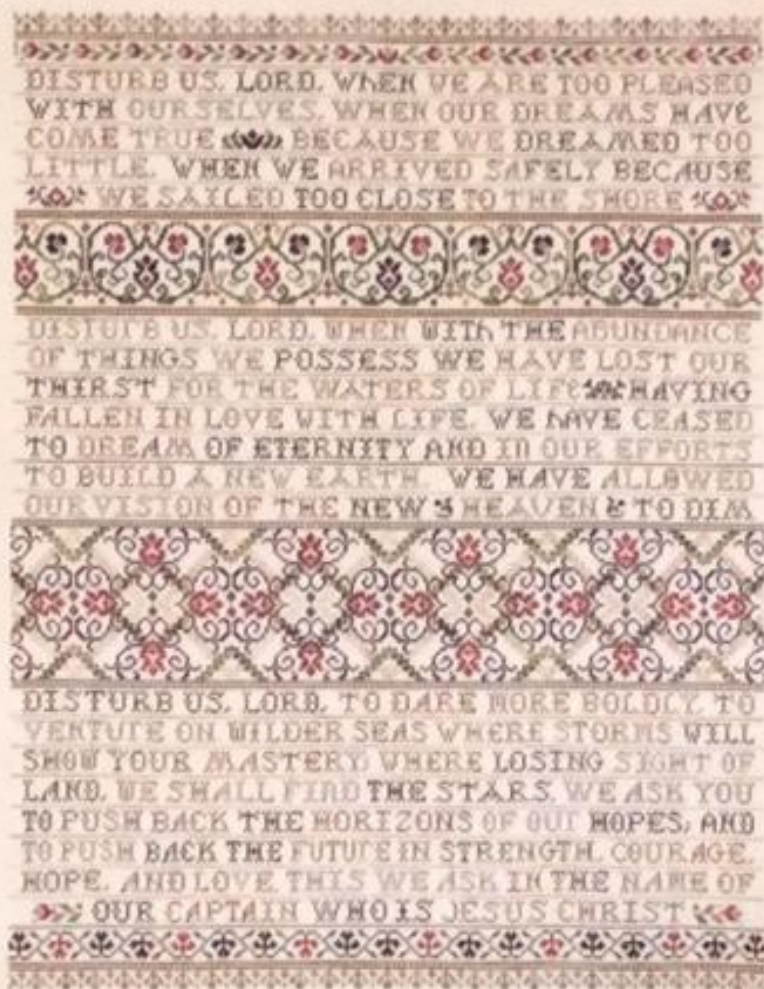 DISTURB US, LORD, WhEN WE ARE TOO PLEASED
WITH OURSELVES, WHEN OUR DREAMS HAVe
COME TRUE BECAUSE WE DREAMED TOO
LITTLE, WHEN WE ARRIVED SAFELY BECAUSE
WE SAILED TOO CLOSE TO THE SHORE
DISTURB US, LORD, WHEN WITh THE ABUNDANCE
OF THINGS WE POSSESS WE HAVE LOST OUR
THIRST FOR THE WATERS OF LIFe HAVING
FALLEN IN LOVE WITH LIFE, WE hAVE CEASED
TO DREAM OF ETERNITY AND IN OUR EFFORTS
TO BUILD A NEW EARTH, WE HAVE ALLOWED
OUR VISION OF THE NEW HEAVEN TO DIM
DISTURB US, LORD, TO DARE MORE BOLDLY, TO
VENTURE ON WILDER SEAS WHERE STORMS WILL
SHOW YOUR MASTERY; WHERE LOSING SIGHT OF
LAND, WE SHALL FIND THE STARS. WE ASK YOU
TO PUSH BACK THE HORIZONS OF OUR HOPES; AND
TO PUSH BACK THE FUTURE IN STRENGTH, COURAGE,
HOPE, AND LOVE. THIS WE ASK IN THE NAME OF
OUR CAPTAIN WHO IS JESUS CHRIST